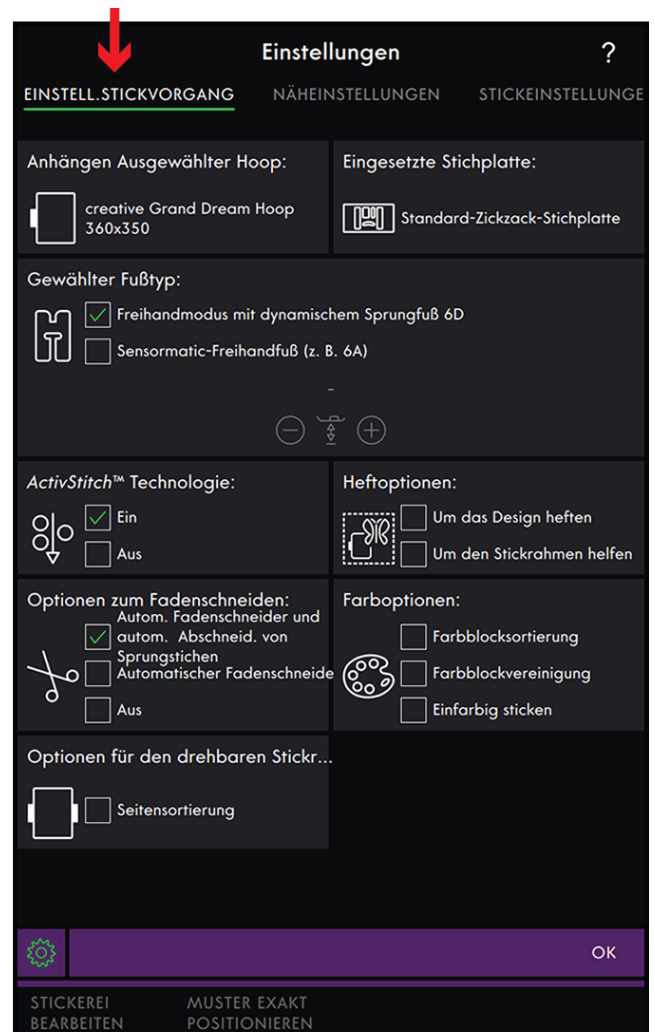 Einstellungen
?
EINSTELL.STICKVORGANG NÄHEINSTELLUNGEN STICKEINSTELLUNGE
Anhängen Ausgewählter Hoop:
creative Grand Dream Hoop
360x350
Eingesetzte Stichplatte:
Standard-Zickzack-Stichplatte
Gewählter Fußtyp:
Freihandmodus mit dynamischem Sprungfuß 6D
Sensormatic-Freihandfuß (z. B. 6A)
-
ActivStitch™ Technologie:
Ein
Aus
Heftoptionen:
Um das Design heften
Um den Stickrahmen helfen
Optionen zum Fadenschneiden:
Autom. Fadenschneider und
autom. Abschneid. von
Sprungstichen
Automatischer Fadenschneide
Aus
Farboptionen:
Farbblocksortierung
Farbblockvereinigung
Einfarbig sticken
Optionen für den drehbaren Stickr...
Seitensortierung
OK
STICKEREI
BEARBEITEN
MUSTER EXAKT
POSITIONIEREN